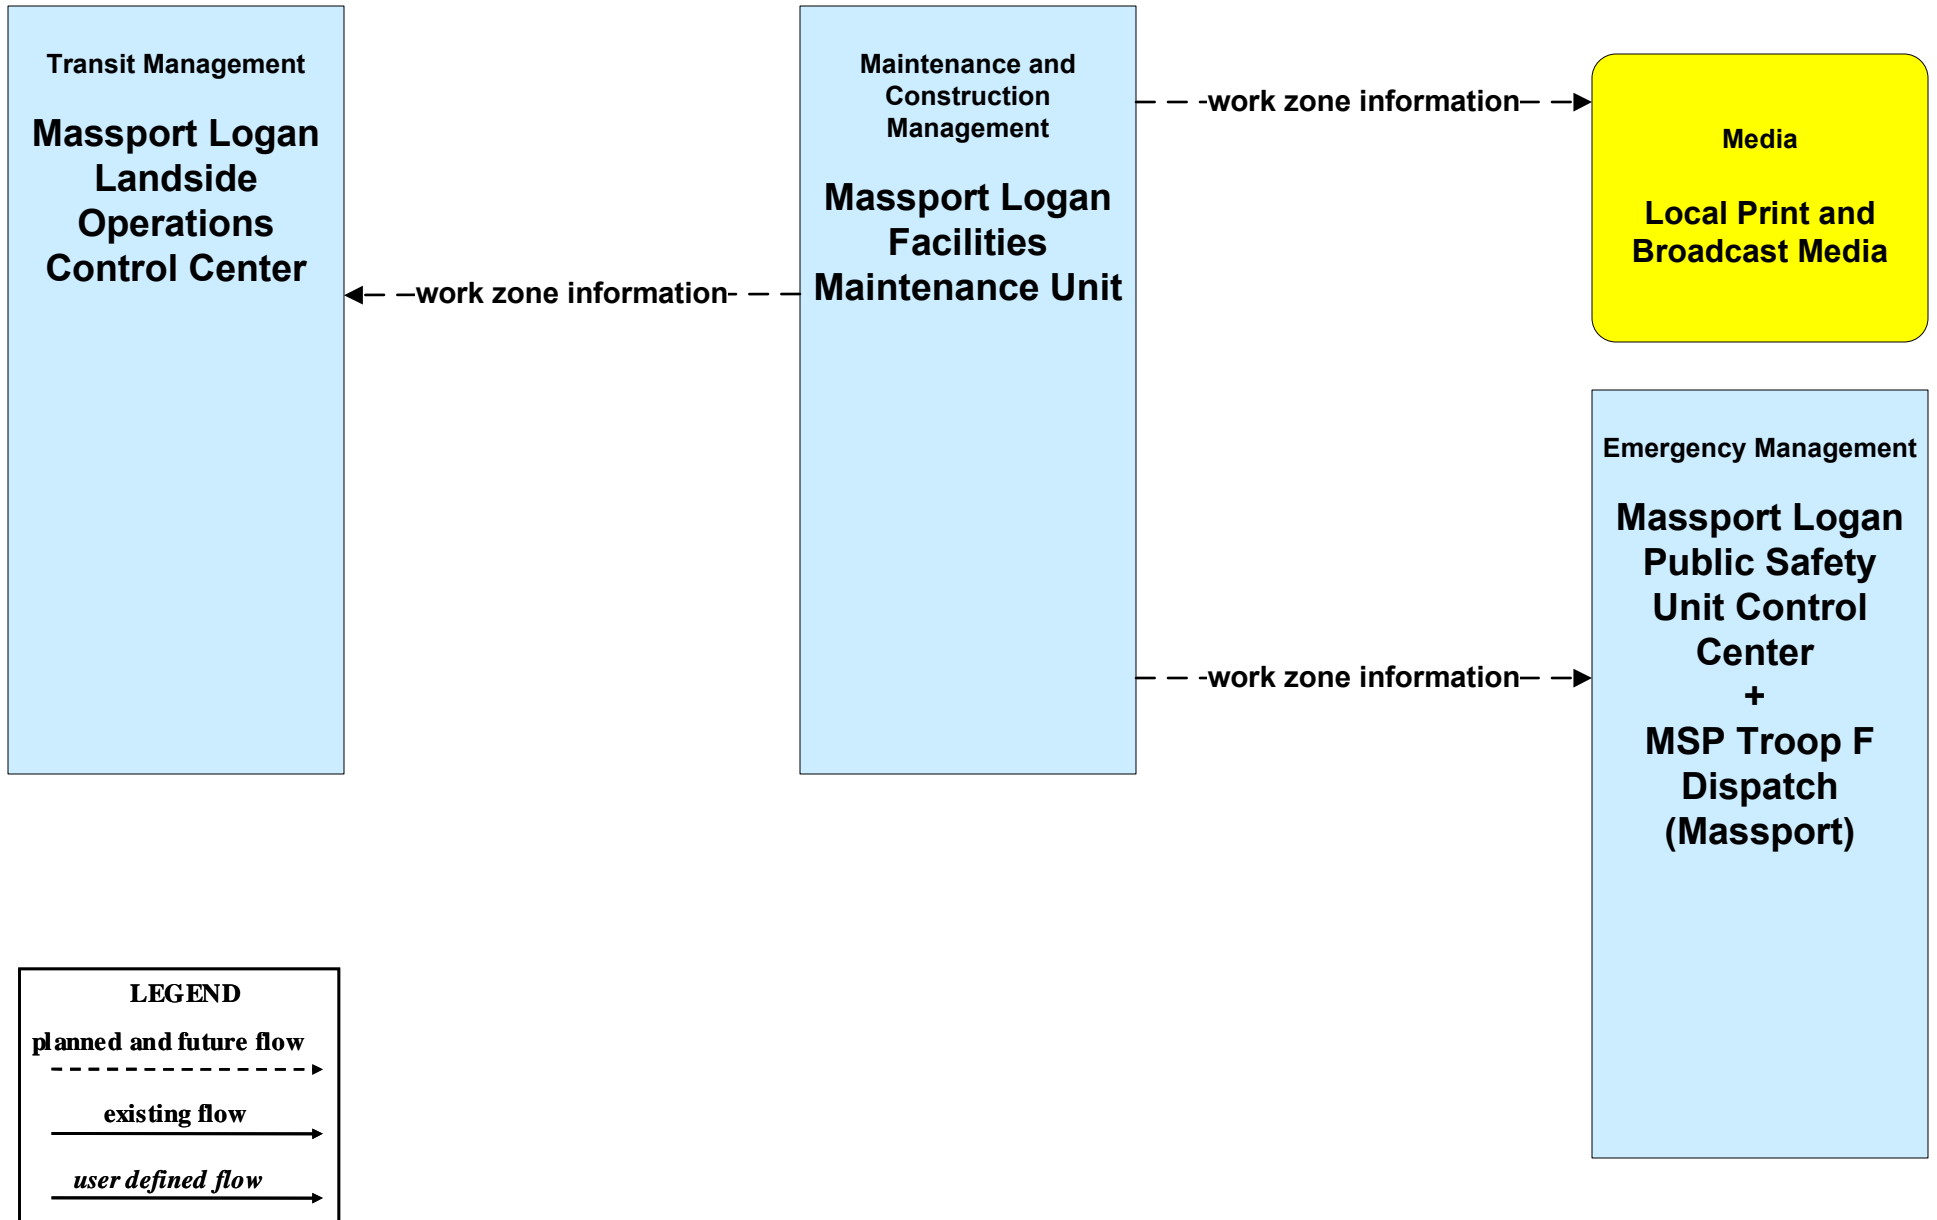 Transit Management
Massport Logan
Landside
Operations
Control Center
work zone information
Maintenance and
Construction
Management
Massport Logan
Facilities
Maintenance Unit
work zone information
Media
Local Print and
Broadcast Media
work zone information
Emergency Management
Massport Logan
Public Safety
Unit Control
Center
+
MSP Troop F
Dispatch
(Massport)
LEGEND
planned and future flow
existing flow
user defined flow